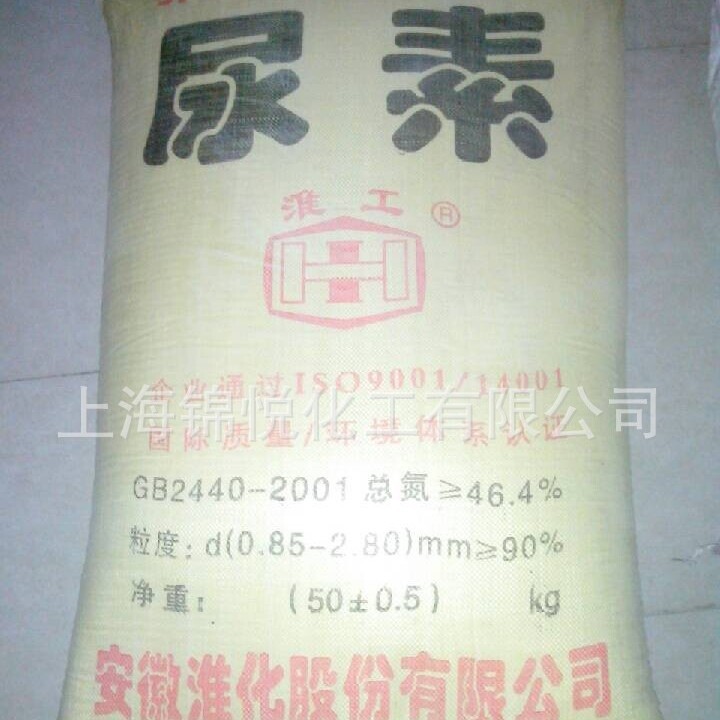 尿素
淮工®
企业通过ISO9001/14001
上海锦悦化工有限公司
国际质量/环境体系认证
GB2440-2001 总氮≥46.4%
粒度：d(0.85-2.80)mm≥90%
净重： (50±0.5) kg
安徽淮化股份有限公司